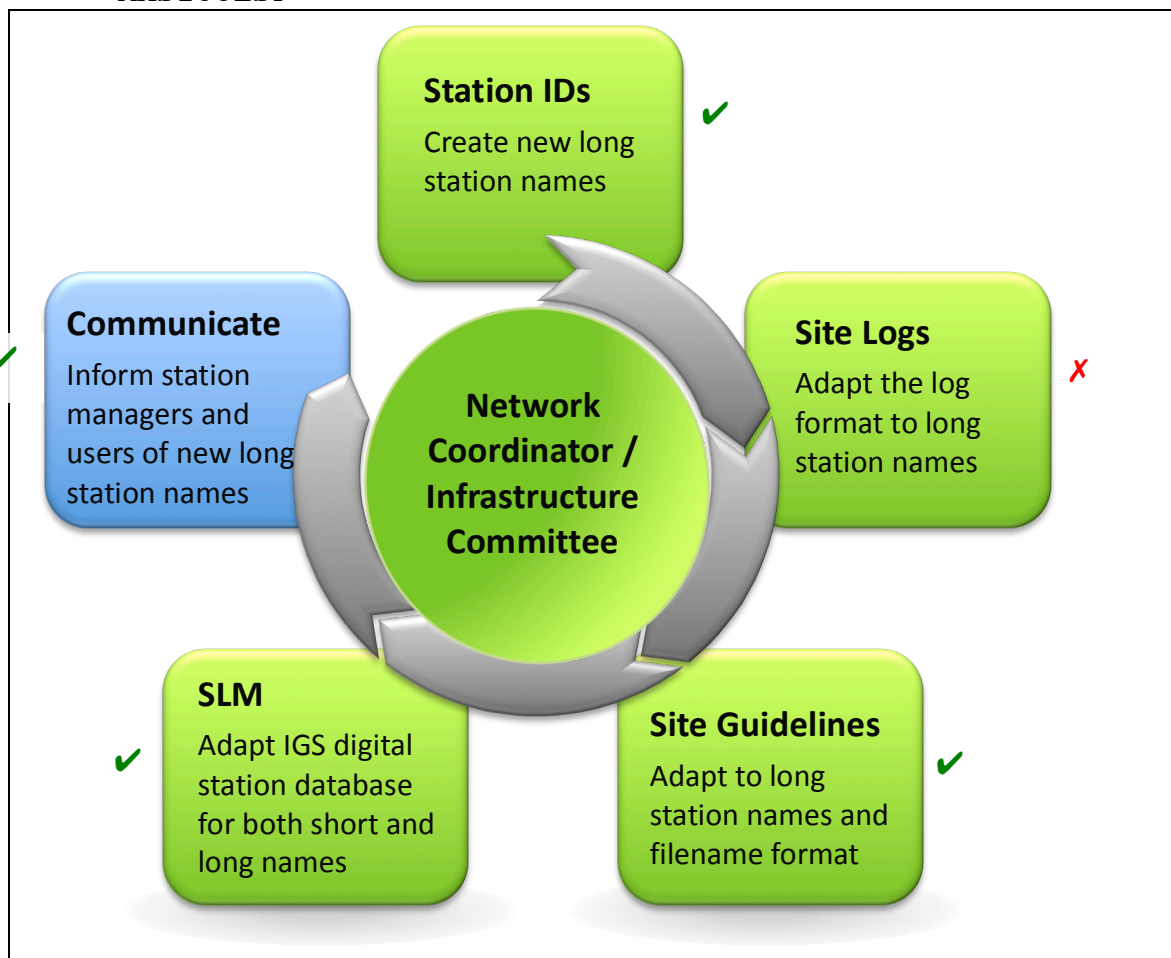 Station IDs
Create new long
station names
✔
Site Logs
Adapt the log
format to long
station names
✗
Site Guidelines
Adapt to long
station names and
filename format
✔
SLM
Adapt IGS digital
station database
for both short and
long names
✔
Communicate
Inform station
managers and
users of new long
station names
✔
Network
Coordinator /
Infrastructure
Committee